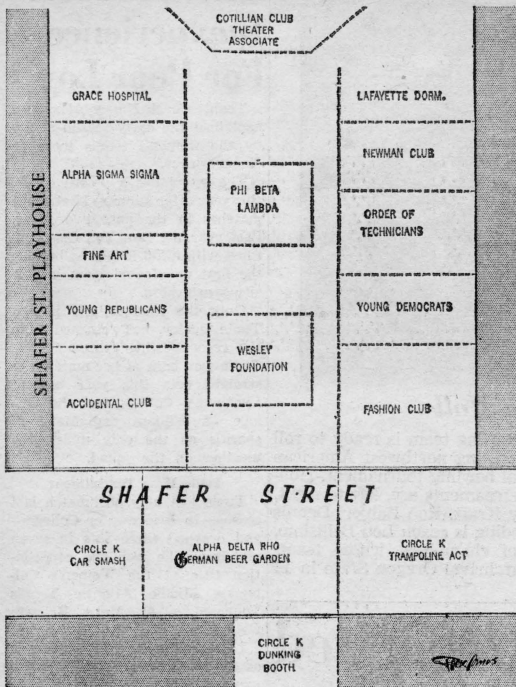 COTILLIAN CLUB
THEATER
ASSOCIATE
GRACE HOSPITAL
LAFAYETTE DORM.
NEWMAN CLUB
ALPHA SIGMA SIGMA
PHI BETA
LAMBDA
ORDER OF
TECHNICIANS
FINE ART
SHAFER ST. PLAYHOUSE
YOUNG REPUBLICANS
YOUNG DEMOCRATS
WESLEY
FOUNDATION
ACCIDENTAL CLUB
FASHION CLUB
SHAFER STREET
CIRCLE K
CAR SMASH
ALPHA DELTA RHO
GERMAN BEER GARDEN
CIRCLE K
TRAMPOLINE ACT
CIRCLE K
DUNKING
BOOTH